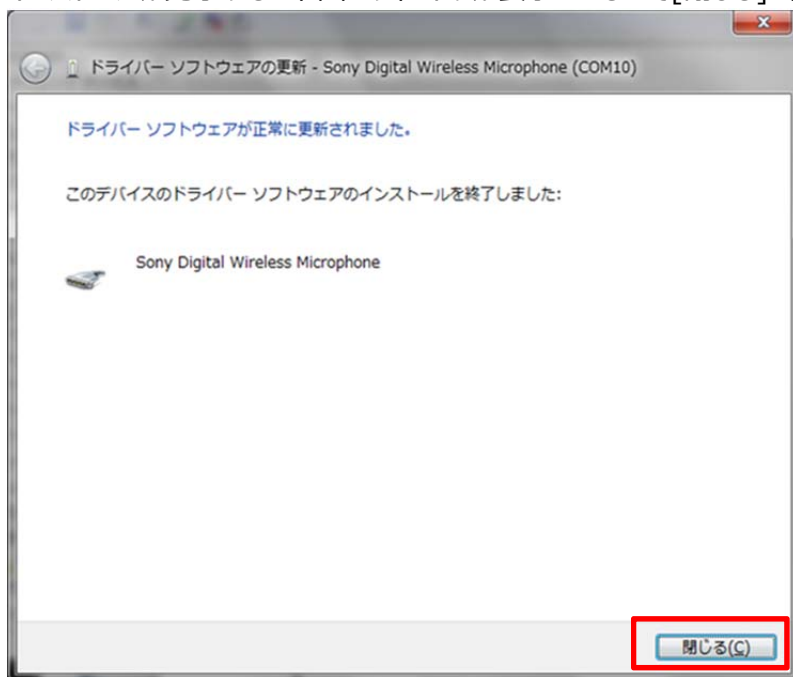 ドライバー ソフトウェアの更新 - Sony Digital Wireless Microphone (COM10)
ドライバー ソフトウェアが正常に更新されました。
このデバイスのドライバー ソフトウェアのインストールを終了しました:
Sony Digital Wireless Microphone
閉じる(C)